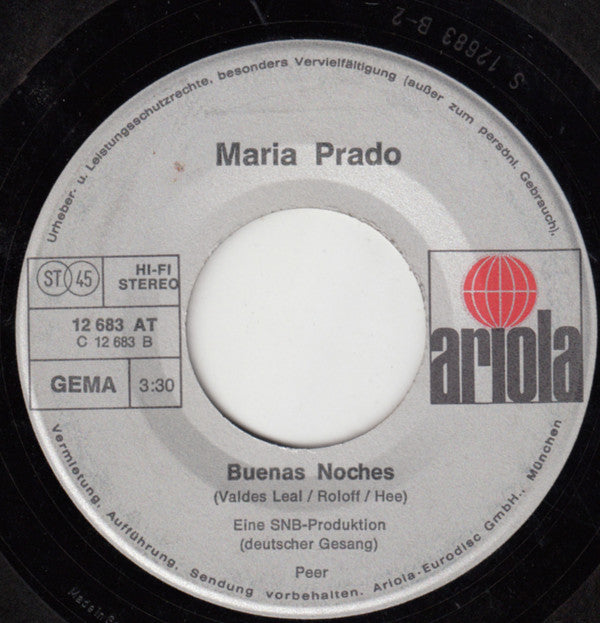 S 12683 B-2
Urheber- u. Leistungsschutzrechte, besonders Vervielfältigung (außer zum persönl. Gebrauch),
Maria Prado
ST 45
HI-FI
STEREO
12 683 AT
C 12 683 B
GEMA
3:30
ariola
Buenas Noches
(Valdes Leal / Roloff / Hee)
Eine SNB-Produktion
(deutscher Gesang)
Peer
Vermietung, Aufführung, Sendung vorbehalten. Ariola-Eurodisc GmbH., München
Made in